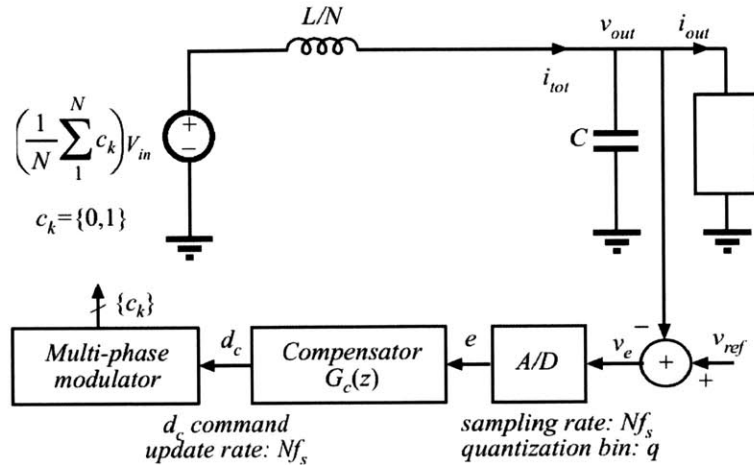 L/N
v_out
i_out
i_tot
(1/N \sum_1^N c_k) V_in
+
−
C
c_k={0,1}
{c_k}
−
d_c
e
v_e
+
v_ref
+
Multi-phase
modulator
Compensator
G_c(z)
A/D
d_c command
update rate: Nf_s
sampling rate: Nf_s
quantization bin: q